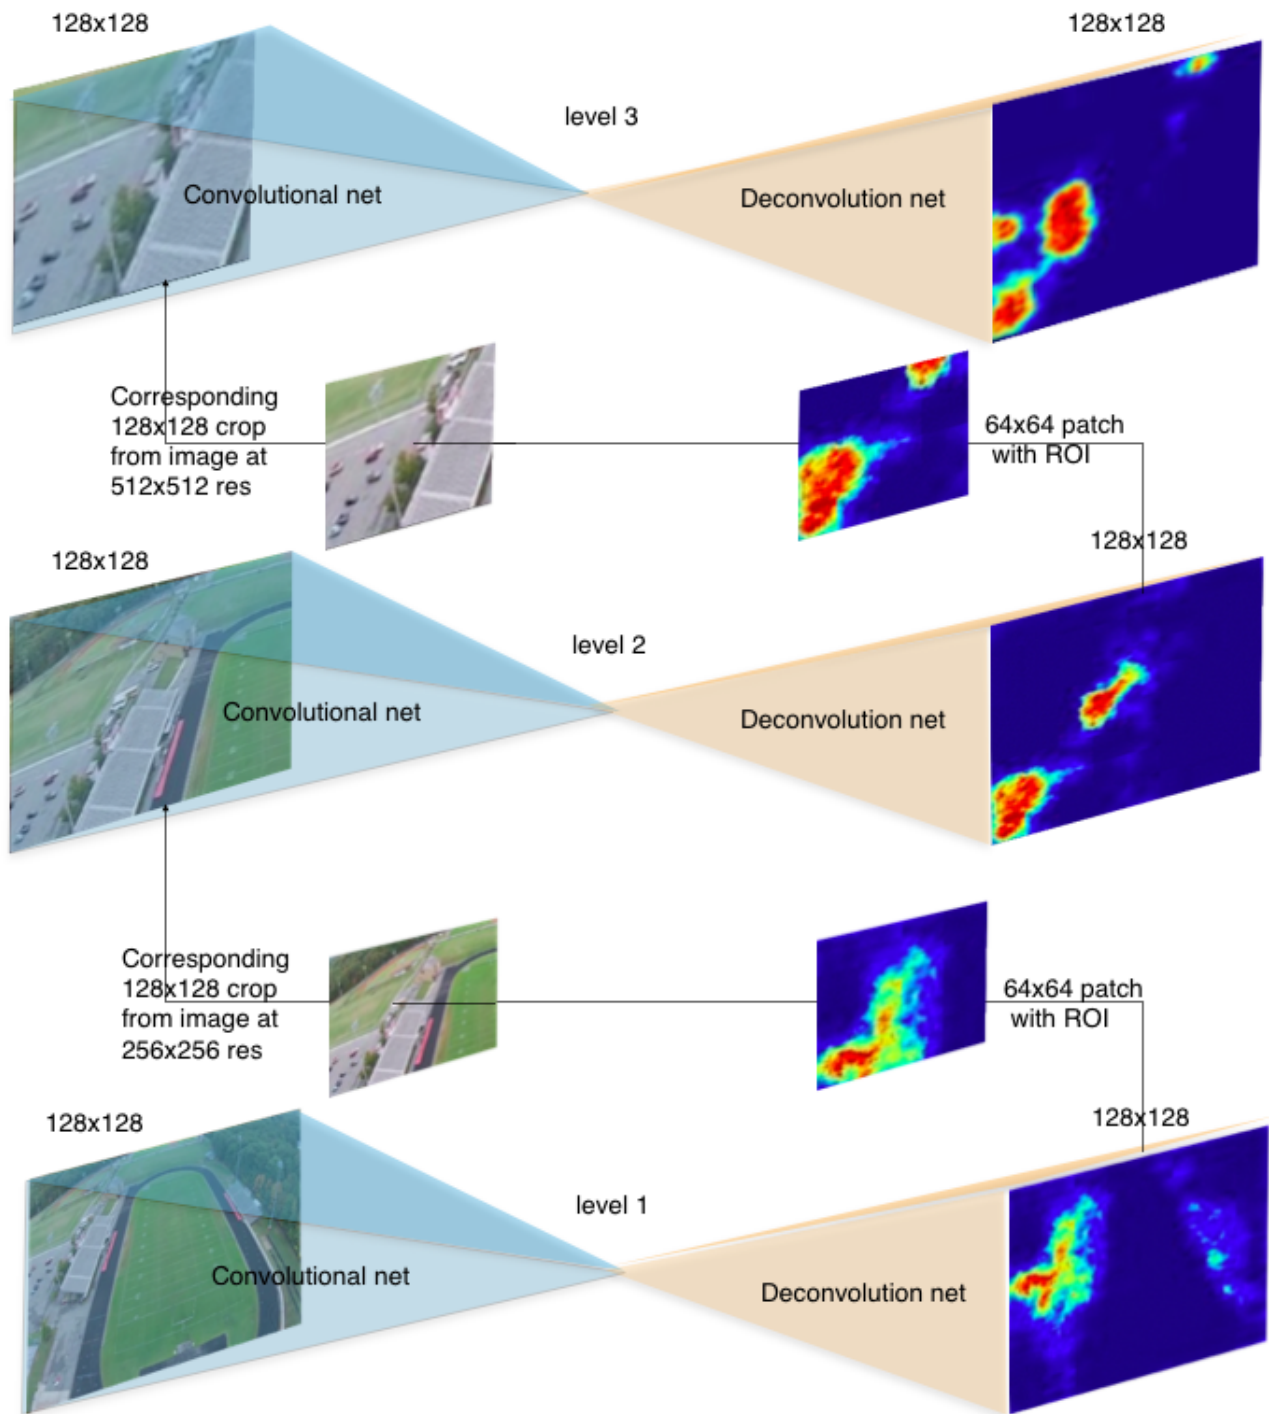 128x128
128x128
level 3
Convolutional net
Deconvolution net
Corresponding
128x128 crop
from image at
512x512 res
64x64 patch
with ROI
128x128
128x128
level 2
Convolutional net
Deconvolution net
Corresponding
128x128 crop
from image at
256x256 res
64x64 patch
with ROI
128x128
128x128
level 1
Convolutional net
Deconvolution net